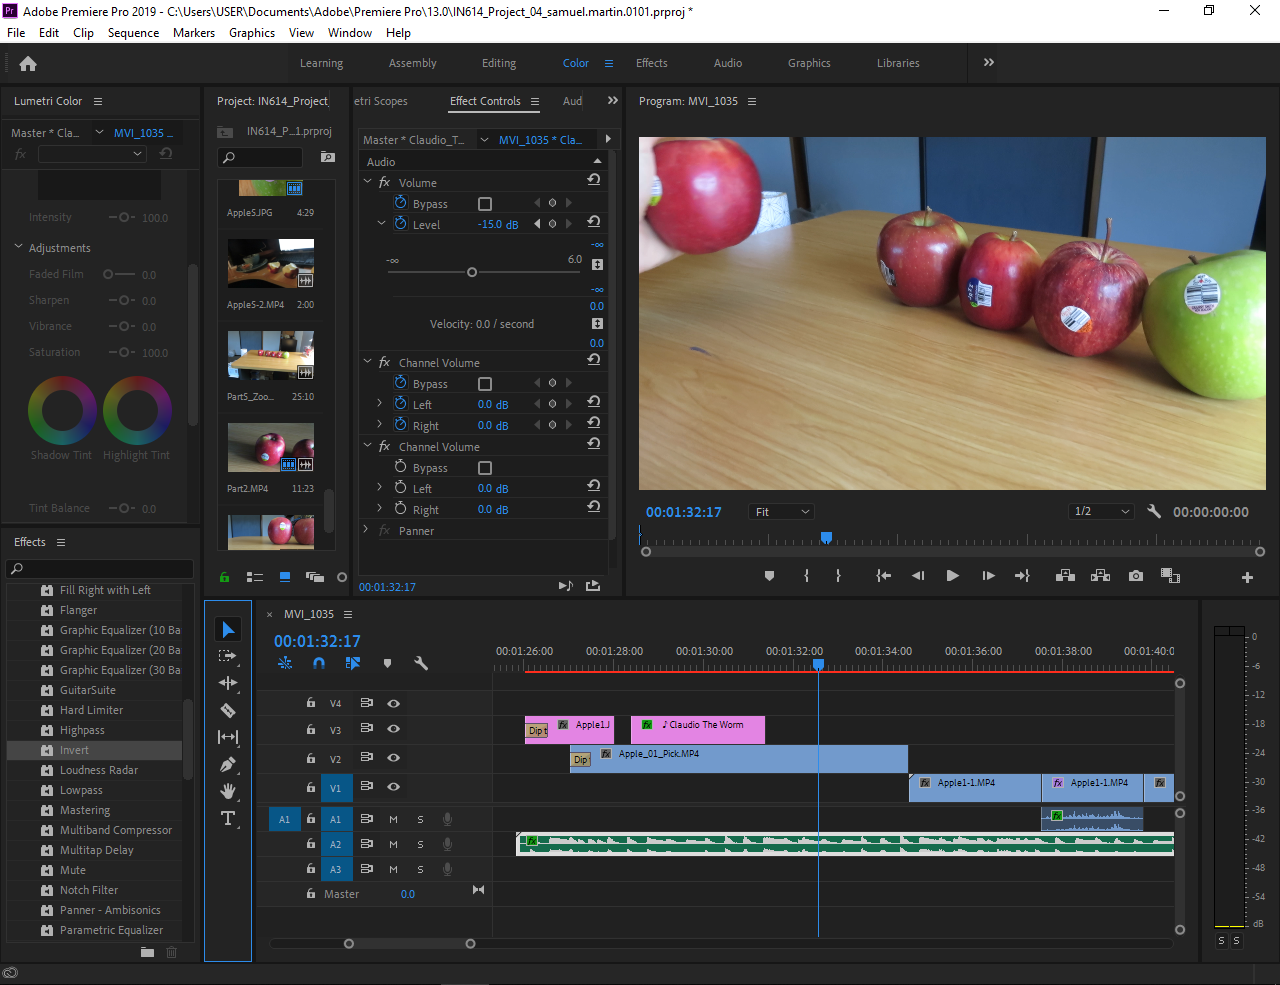 Pr Adobe Premiere Pro 2019 - C:\Users\USER\Documents\Adobe\Premiere Pro\13.0\IN614_Project_04_samuel.martin.0101.prproj *
File Edit Clip Sequence Markers Graphics View Window Help
Learning Assembly Editing Color Effects Audio Graphics Libraries
Lumetri Color
Master * Cla... MVI_1035 ...
fx
Intensity 100.0
Adjustments
Faded Film 0.0
Sharpen 0.0
Vibrance 0.0
Saturation 100.0
Shadow Tint Highlight Tint
Tint Balance 0.0
Project: IN614_Project
IN614_P...1.prproj
AppleS.JPG 4:29
AppleS-2.MP4 2:00
PartS_Zoo... 25:10
Part2.MP4 11:23
etri Scopes Effect Controls Aud
Master * Claudio_T... MVI_1035 * Cla...
Audio
fx Volume
Bypass
Level -15.0 dB
-∞
-∞ 6.0
-∞
0.0
Velocity: 0.0 / second
0.0
fx Channel Volume
Bypass
Left 0.0 dB
Right 0.0 dB
fx Channel Volume
Bypass
Left 0.0 dB
Right 0.0 dB
fx Panner
00:01:32:17
Program: MVI_1035
00:01:32:17 Fit 1/2 00:00:00:00
Effects
Fill Right with Left
Flanger
Graphic Equalizer (10 Ba
Graphic Equalizer (20 Ba
Graphic Equalizer (30 Ba
GuitarSuite
Hard Limiter
Highpass
Invert
Loudness Radar
Lowpass
Mastering
Multiband Compressor
Multitap Delay
Mute
Notch Filter
Panner - Ambisonics
Parametric Equalizer
T
× MVI_1035
00:01:32:17
00:01:26:00 00:01:28:00 00:01:30:00 00:01:32:00 00:01:34:00 00:01:36:00 00:01:38:00 00:01:40:0
V4
V3 Dip t fx Apple1.J fx ♪ Claudio The Worm
V2 Dip t fx Apple_01_Pick.MP4
V1 fx Apple1-1.MP4 fx Apple1-1.MP4 fx
A1 A1 M S fx
A2 M S fx
A3 M S
Master 0.0
0
-6
-12
-18
-24
-30
-36
-42
-48
-54
dB
S S